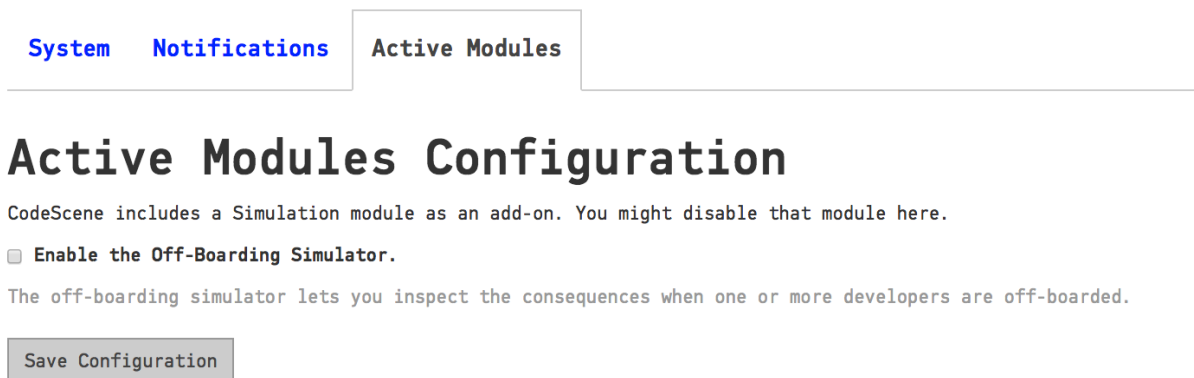 System Notifications Active Modules
Active Modules Configuration
CodeScene includes a Simulation module as an add-on. You might disable that module here.
Enable the Off-Boarding Simulator.
The off-boarding simulator lets you inspect the consequences when one or more developers are off-boarded.
Save Configuration